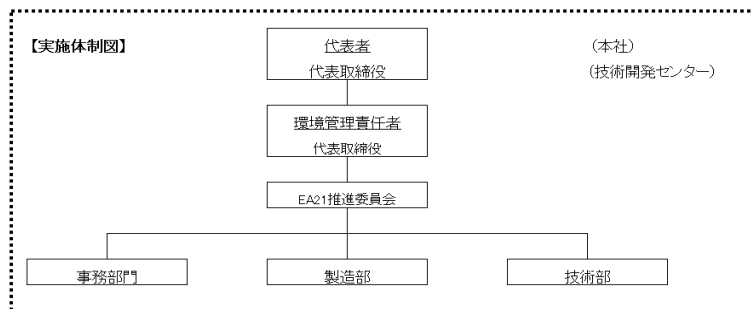 【実施体制図】
代表者
代表取締役
(本社)
(技術開発センター)
環境管理責任者
代表取締役
EA21推進委員会
事務部門
製造部
技術部